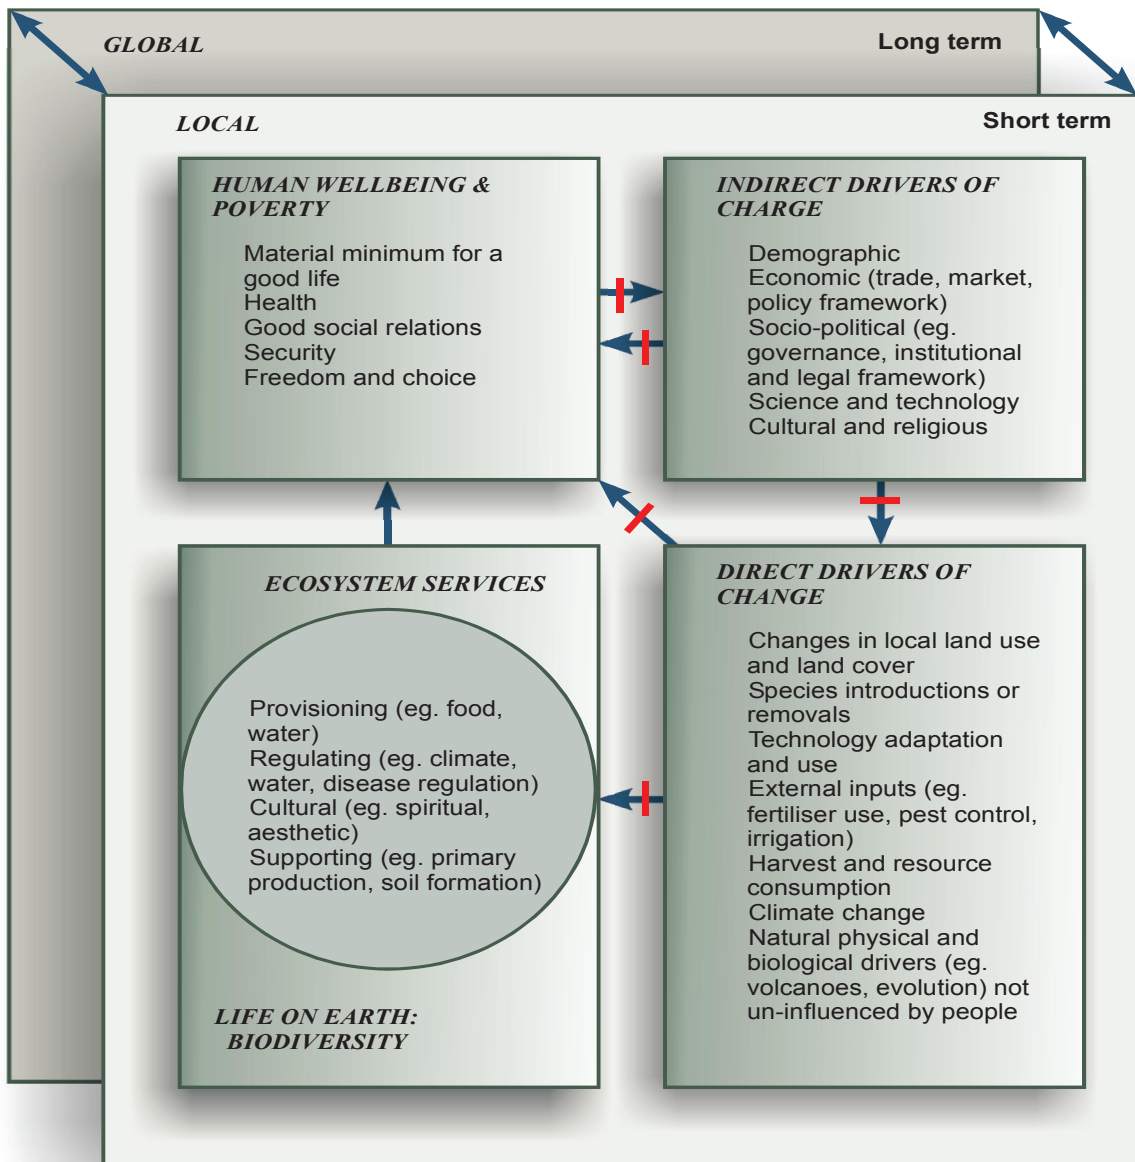 GLOBAL
Long term
LOCAL
Short term
HUMAN WELLBEING &
POVERTY
Material minimum for a
good life
Health
Good social relations
Security
Freedom and choice
INDIRECT DRIVERS OF
CHARGE
Demographic
Economic (trade, market,
policy framework)
Socio-political (eg.
governance, institutional
and legal framework)
Science and technology
Cultural and religious
ECOSYSTEM SERVICES
Provisioning (eg. food,
water)
Regulating (eg. climate,
water, disease regulation)
Cultural (eg. spiritual,
aesthetic)
Supporting (eg. primary
production, soil formation)
LIFE ON EARTH:
BIODIVERSITY
DIRECT DRIVERS OF
CHANGE
Changes in local land use
and land cover
Species introductions or
removals
Technology adaptation
and use
External inputs (eg.
fertiliser use, pest control,
irrigation)
Harvest and resource
consumption
Climate change
Natural physical and
biological drivers (eg.
volcanoes, evolution) not
un-influenced by people